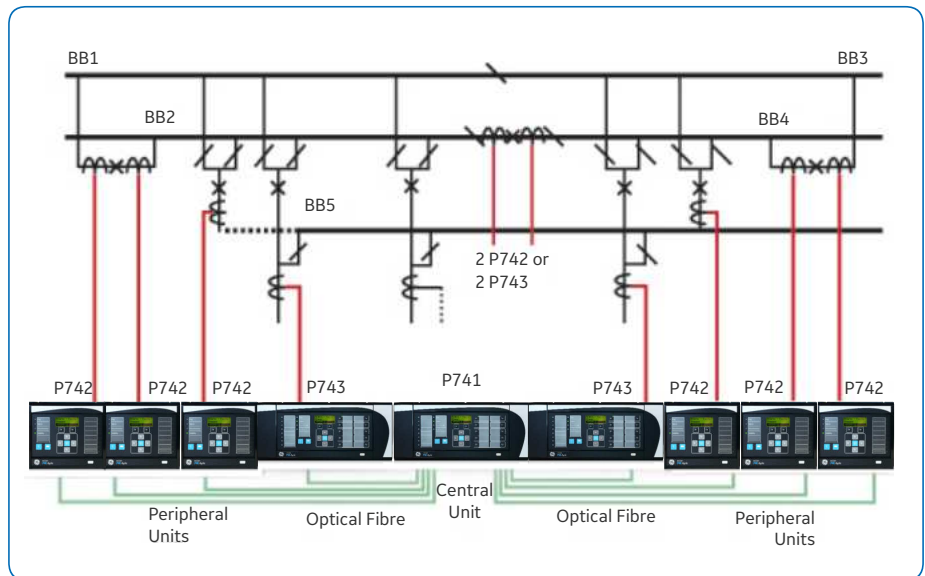 BB1
BB3
BB2
BB4
BB5
2 P742 or
2 P743
P742
P742
P742
P743
P741
P743
P742
P742
P742
Peripheral
Units
Optical Fibre
Central
Unit
Optical Fibre
Peripheral
Units